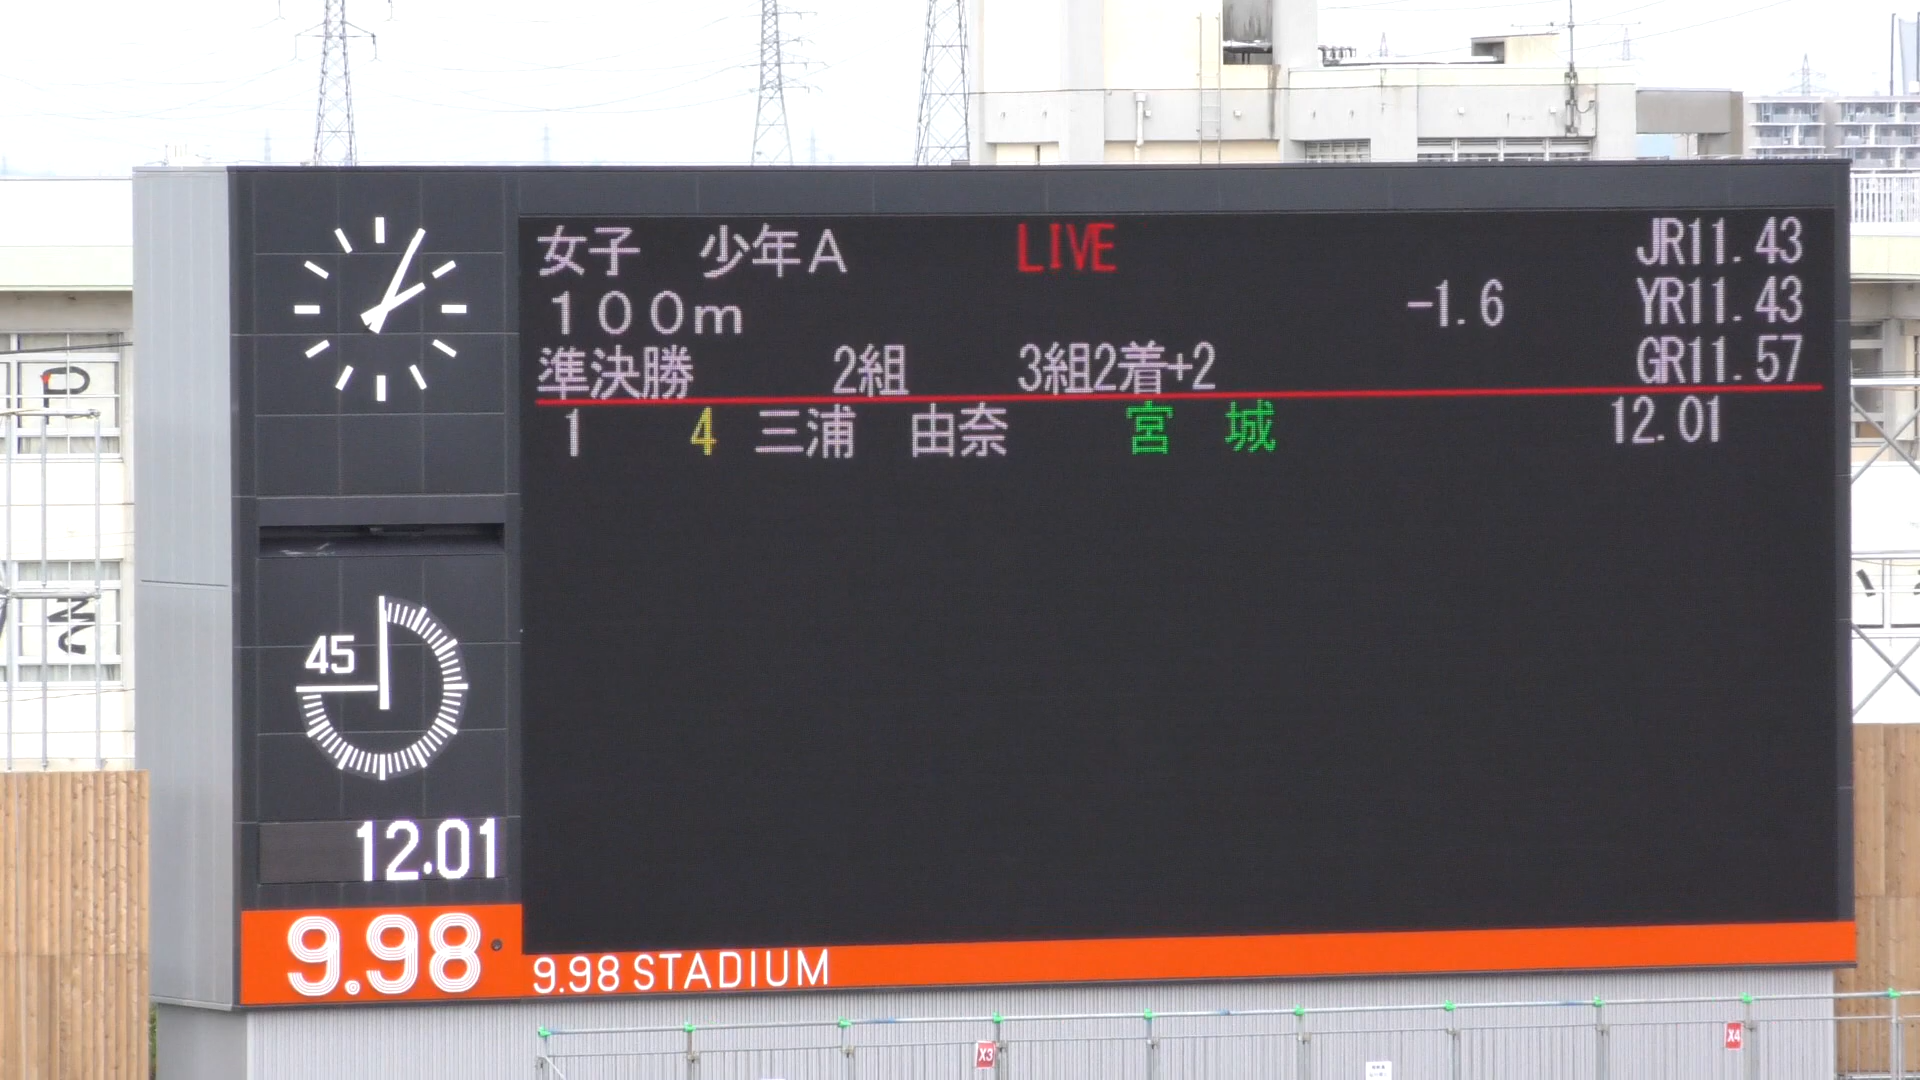 女子 少年A LIVE JR11.43
100m -1.6 YR11.43
準決勝 2組 3組2着+2 GR11.57
1 4 三浦 由奈 宮 城 12.01
45
12.01
9.98
9.98 STADIUM
X3
X4